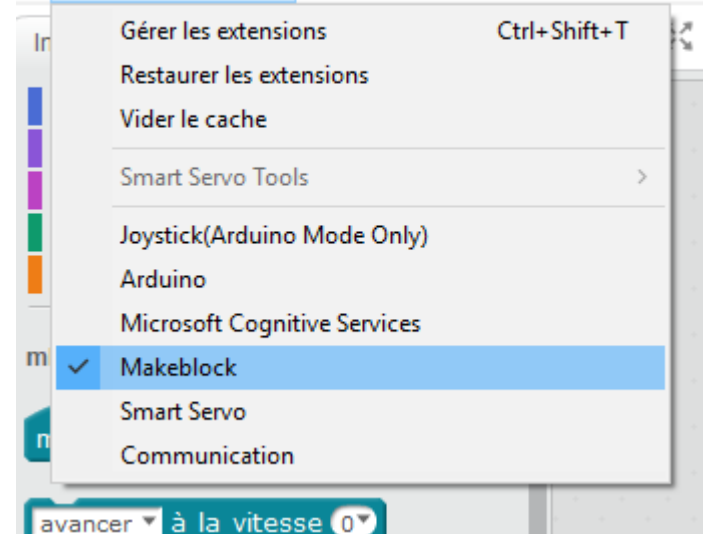 Gérer les extensions Ctrl+Shift+T
Restaurer les extensions
Vider le cache
Smart Servo Tools
Joystick(Arduino Mode Only)
Arduino
Microsoft Cognitive Services
Makeblock
Smart Servo
Communication
avancer à la vitesse 0